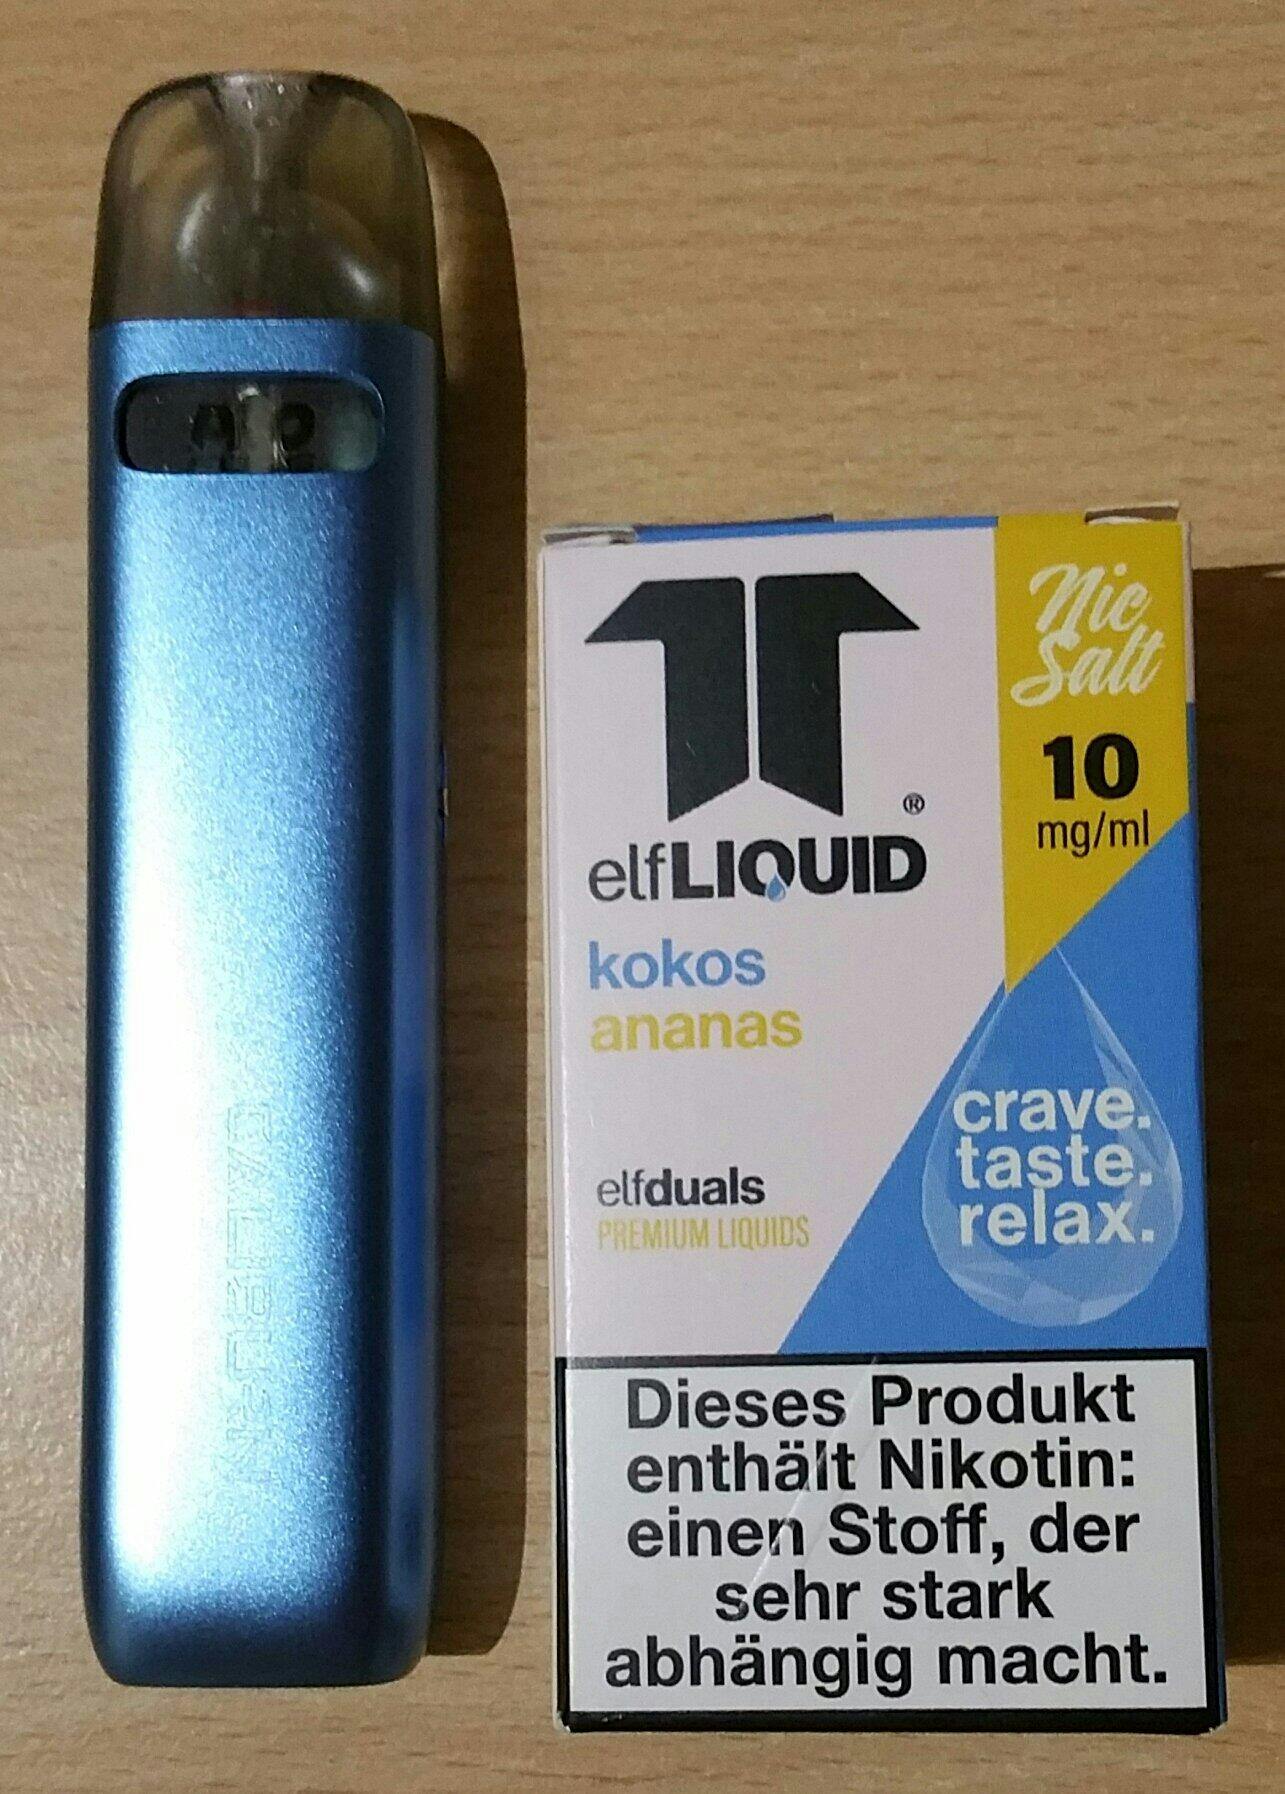 Nic
Salt
10
mg/ml
®
elfLIQUID
kokos
ananas
elfduals
PREMIUM LIQUIDS
crave.
taste.
relax.
Dieses Produkt
enthält Nikotin:
einen Stoff, der
sehr stark
abhängig macht.